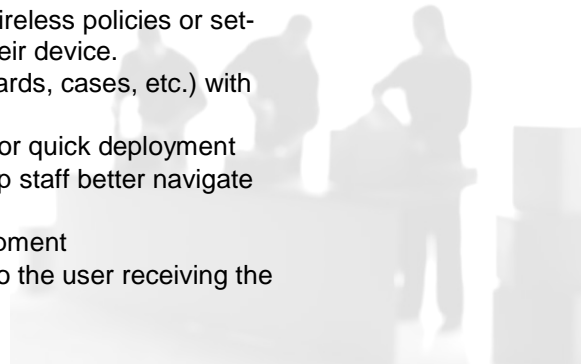 ireless policies or set-
eir device.
ards, cases, etc.) with
or quick deployment
p staff better navigate
oment
o the user receiving the